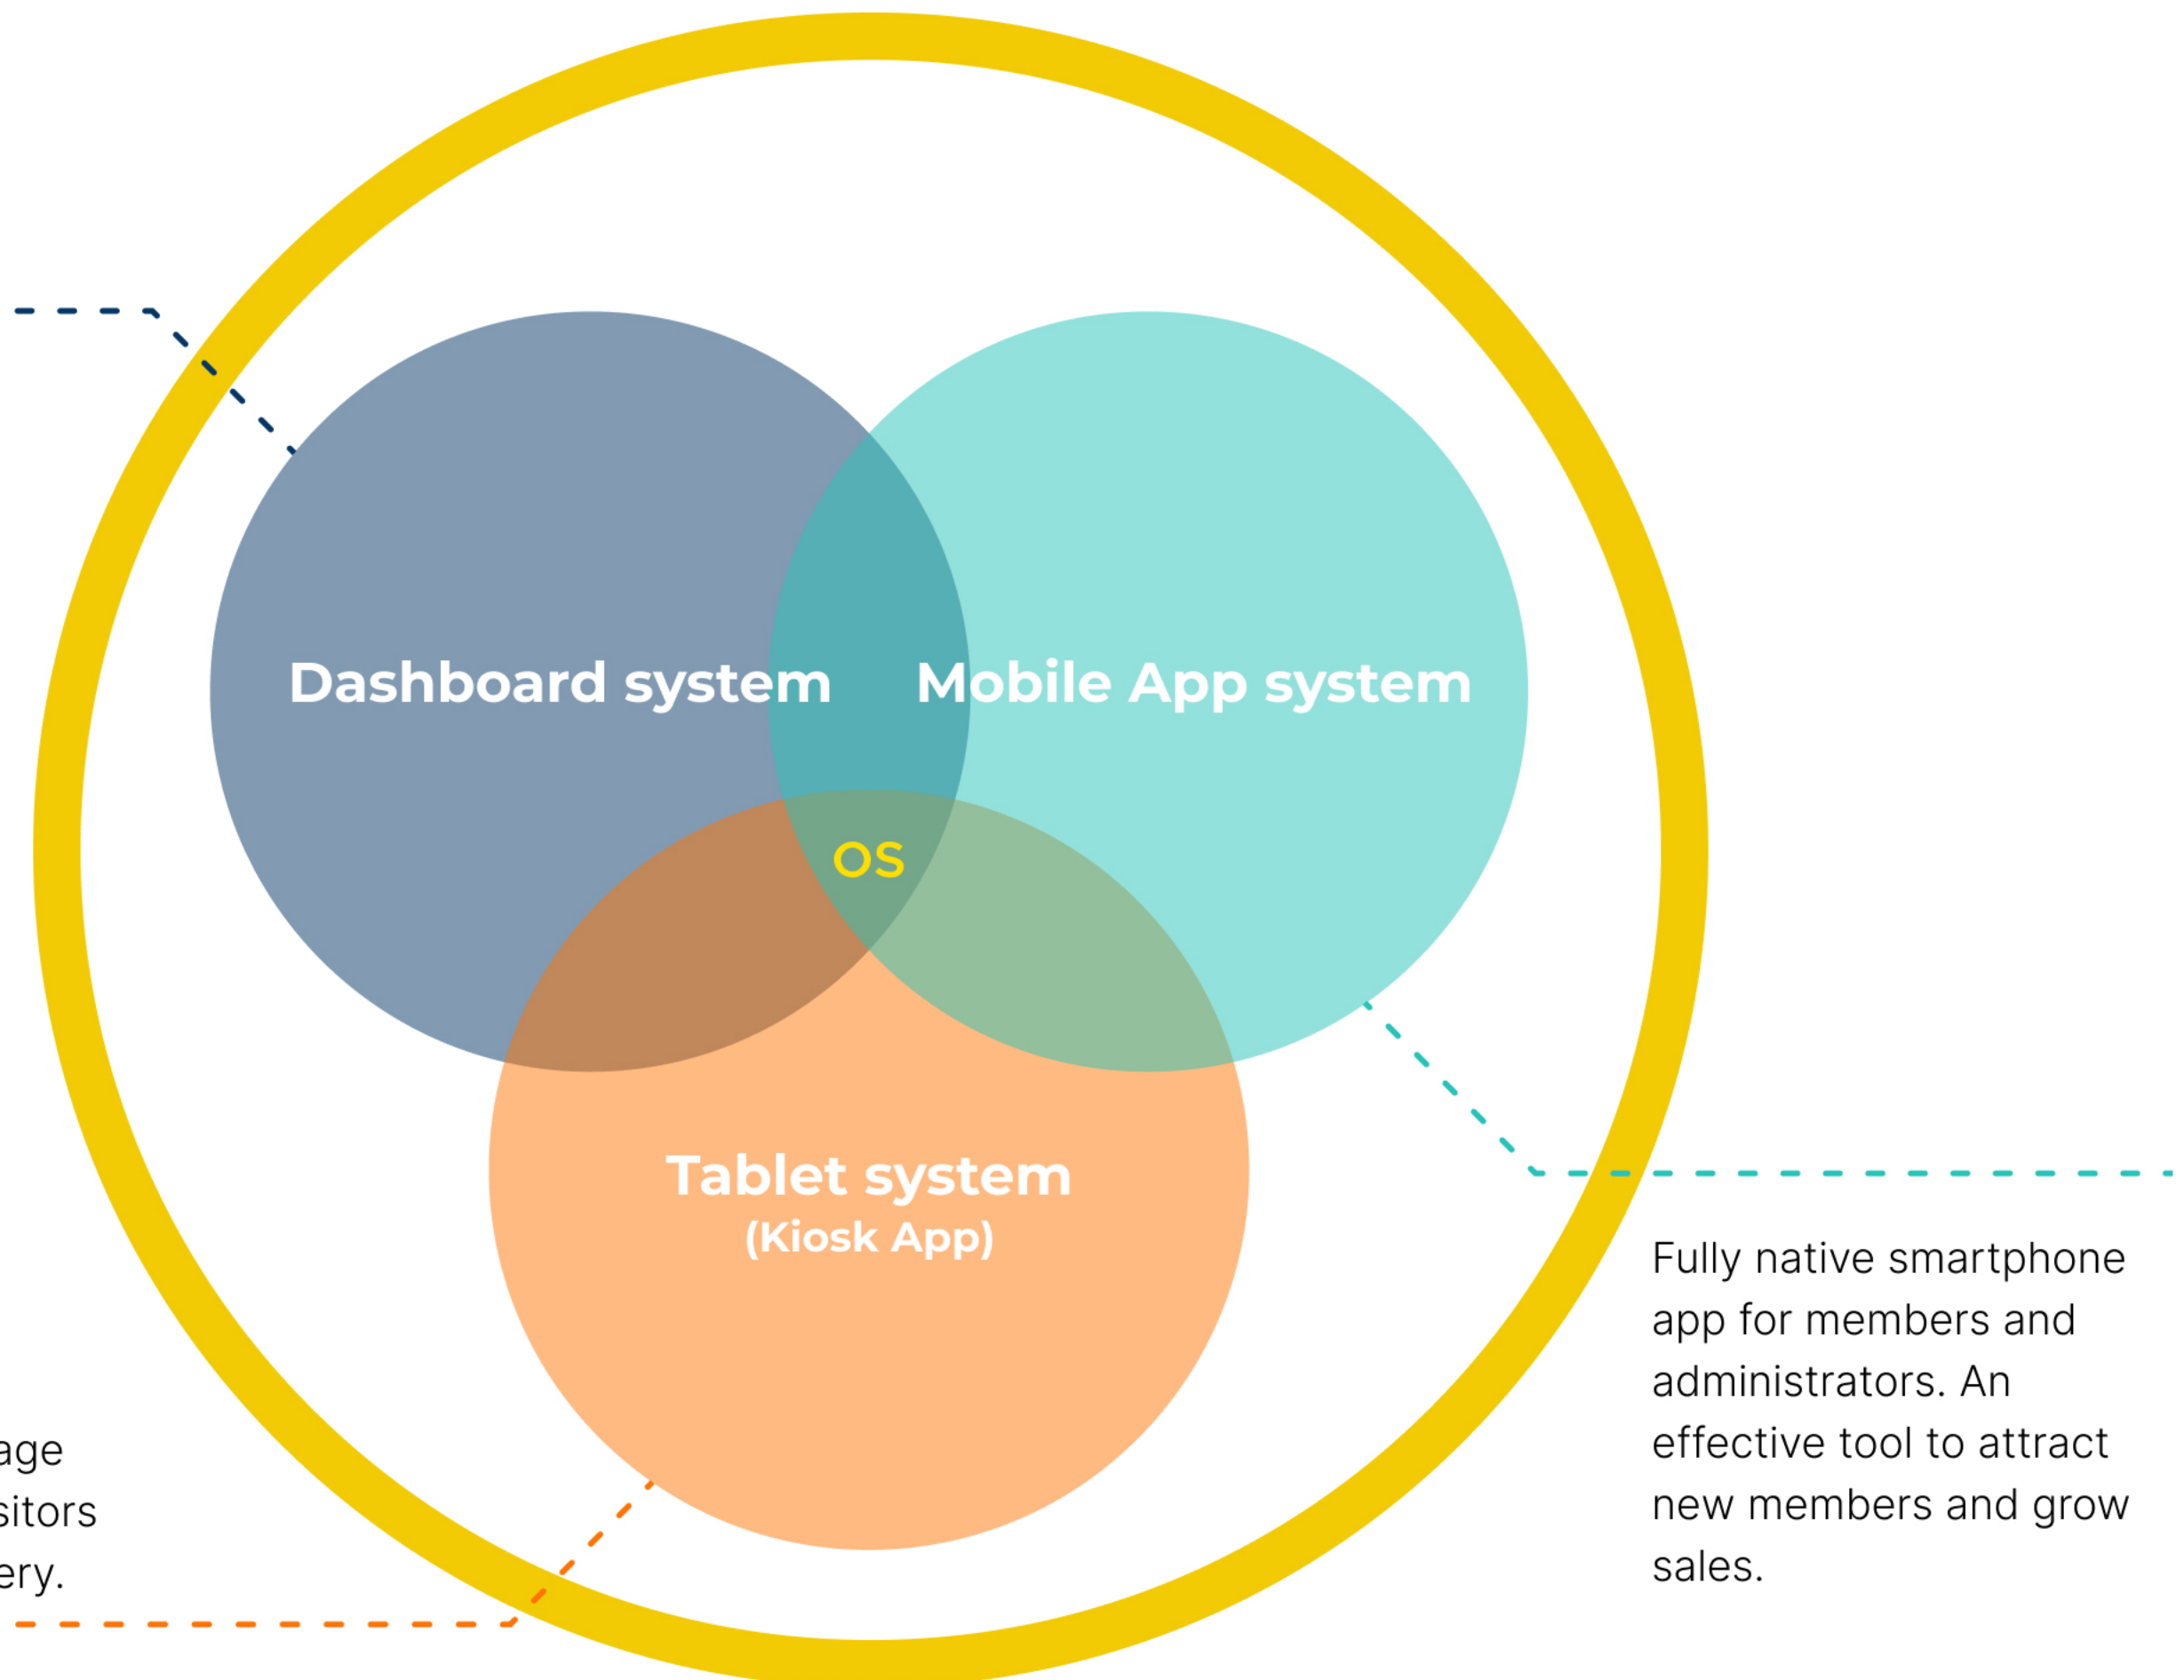 Dashboard system
Mobile App system
OS
Tablet system
(Kiosk App)
Fully native smartphone
app for members and
administrators. An
effective tool to attract
new members and grow
sales.